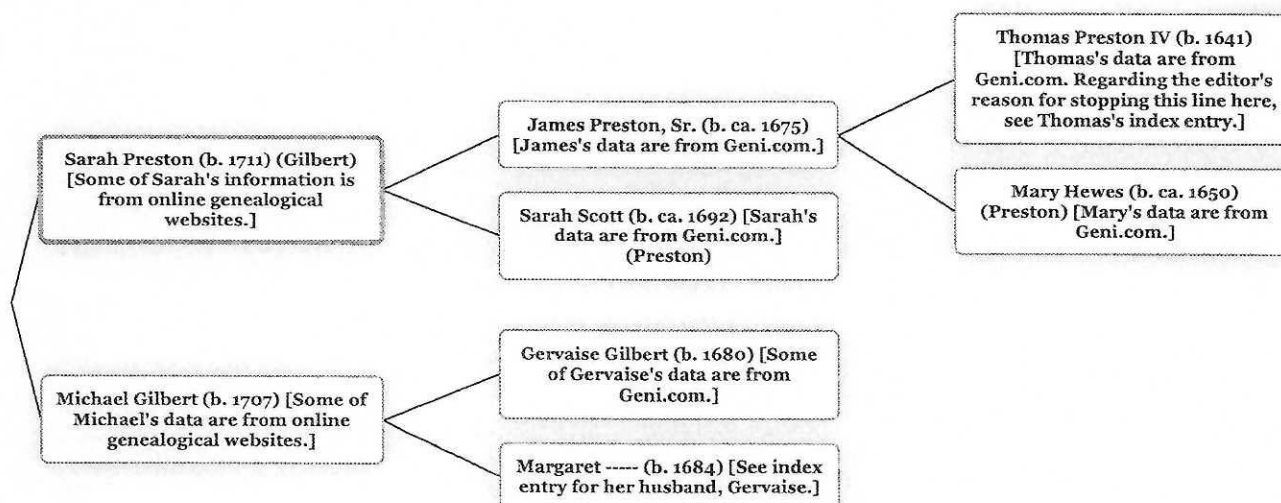 Sarah Preston (b. 1711) (Gilbert)
[Some of Sarah's information is
from online genealogical
websites.]
Michael Gilbert (b. 1707) [Some of
Michael's data are from online
genealogical websites.]
James Preston, Sr. (b. ca. 1675)
[James's data are from Geni.com.]
Sarah Scott (b. ca. 1692) [Sarah's
data are from Geni.com.]
(Preston)
Gervaise Gilbert (b. 1680) [Some
of Gervaise's data are from
Geni.com.]
Margaret ----- (b. 1684) [See index
entry for her husband, Gervaise.]
Thomas Preston IV (b. 1641)
[Thomas's data are from
Geni.com. Regarding the editor's
reason for stopping this line here,
see Thomas's index entry.]
Mary Hewes (b. ca. 1650)
(Preston) [Mary's data are from
Geni.com.]